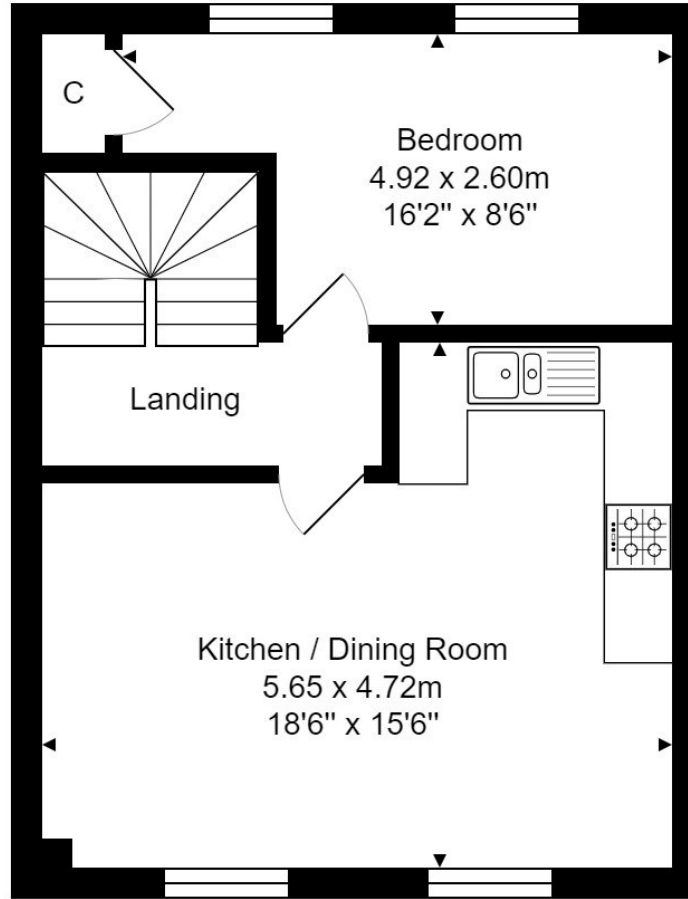 C
Bedroom
4.92 x 2.60m
16'2" x 8'6"
Landing
Kitchen / Dining Room
5.65 x 4.72m
18'6" x 15'6"